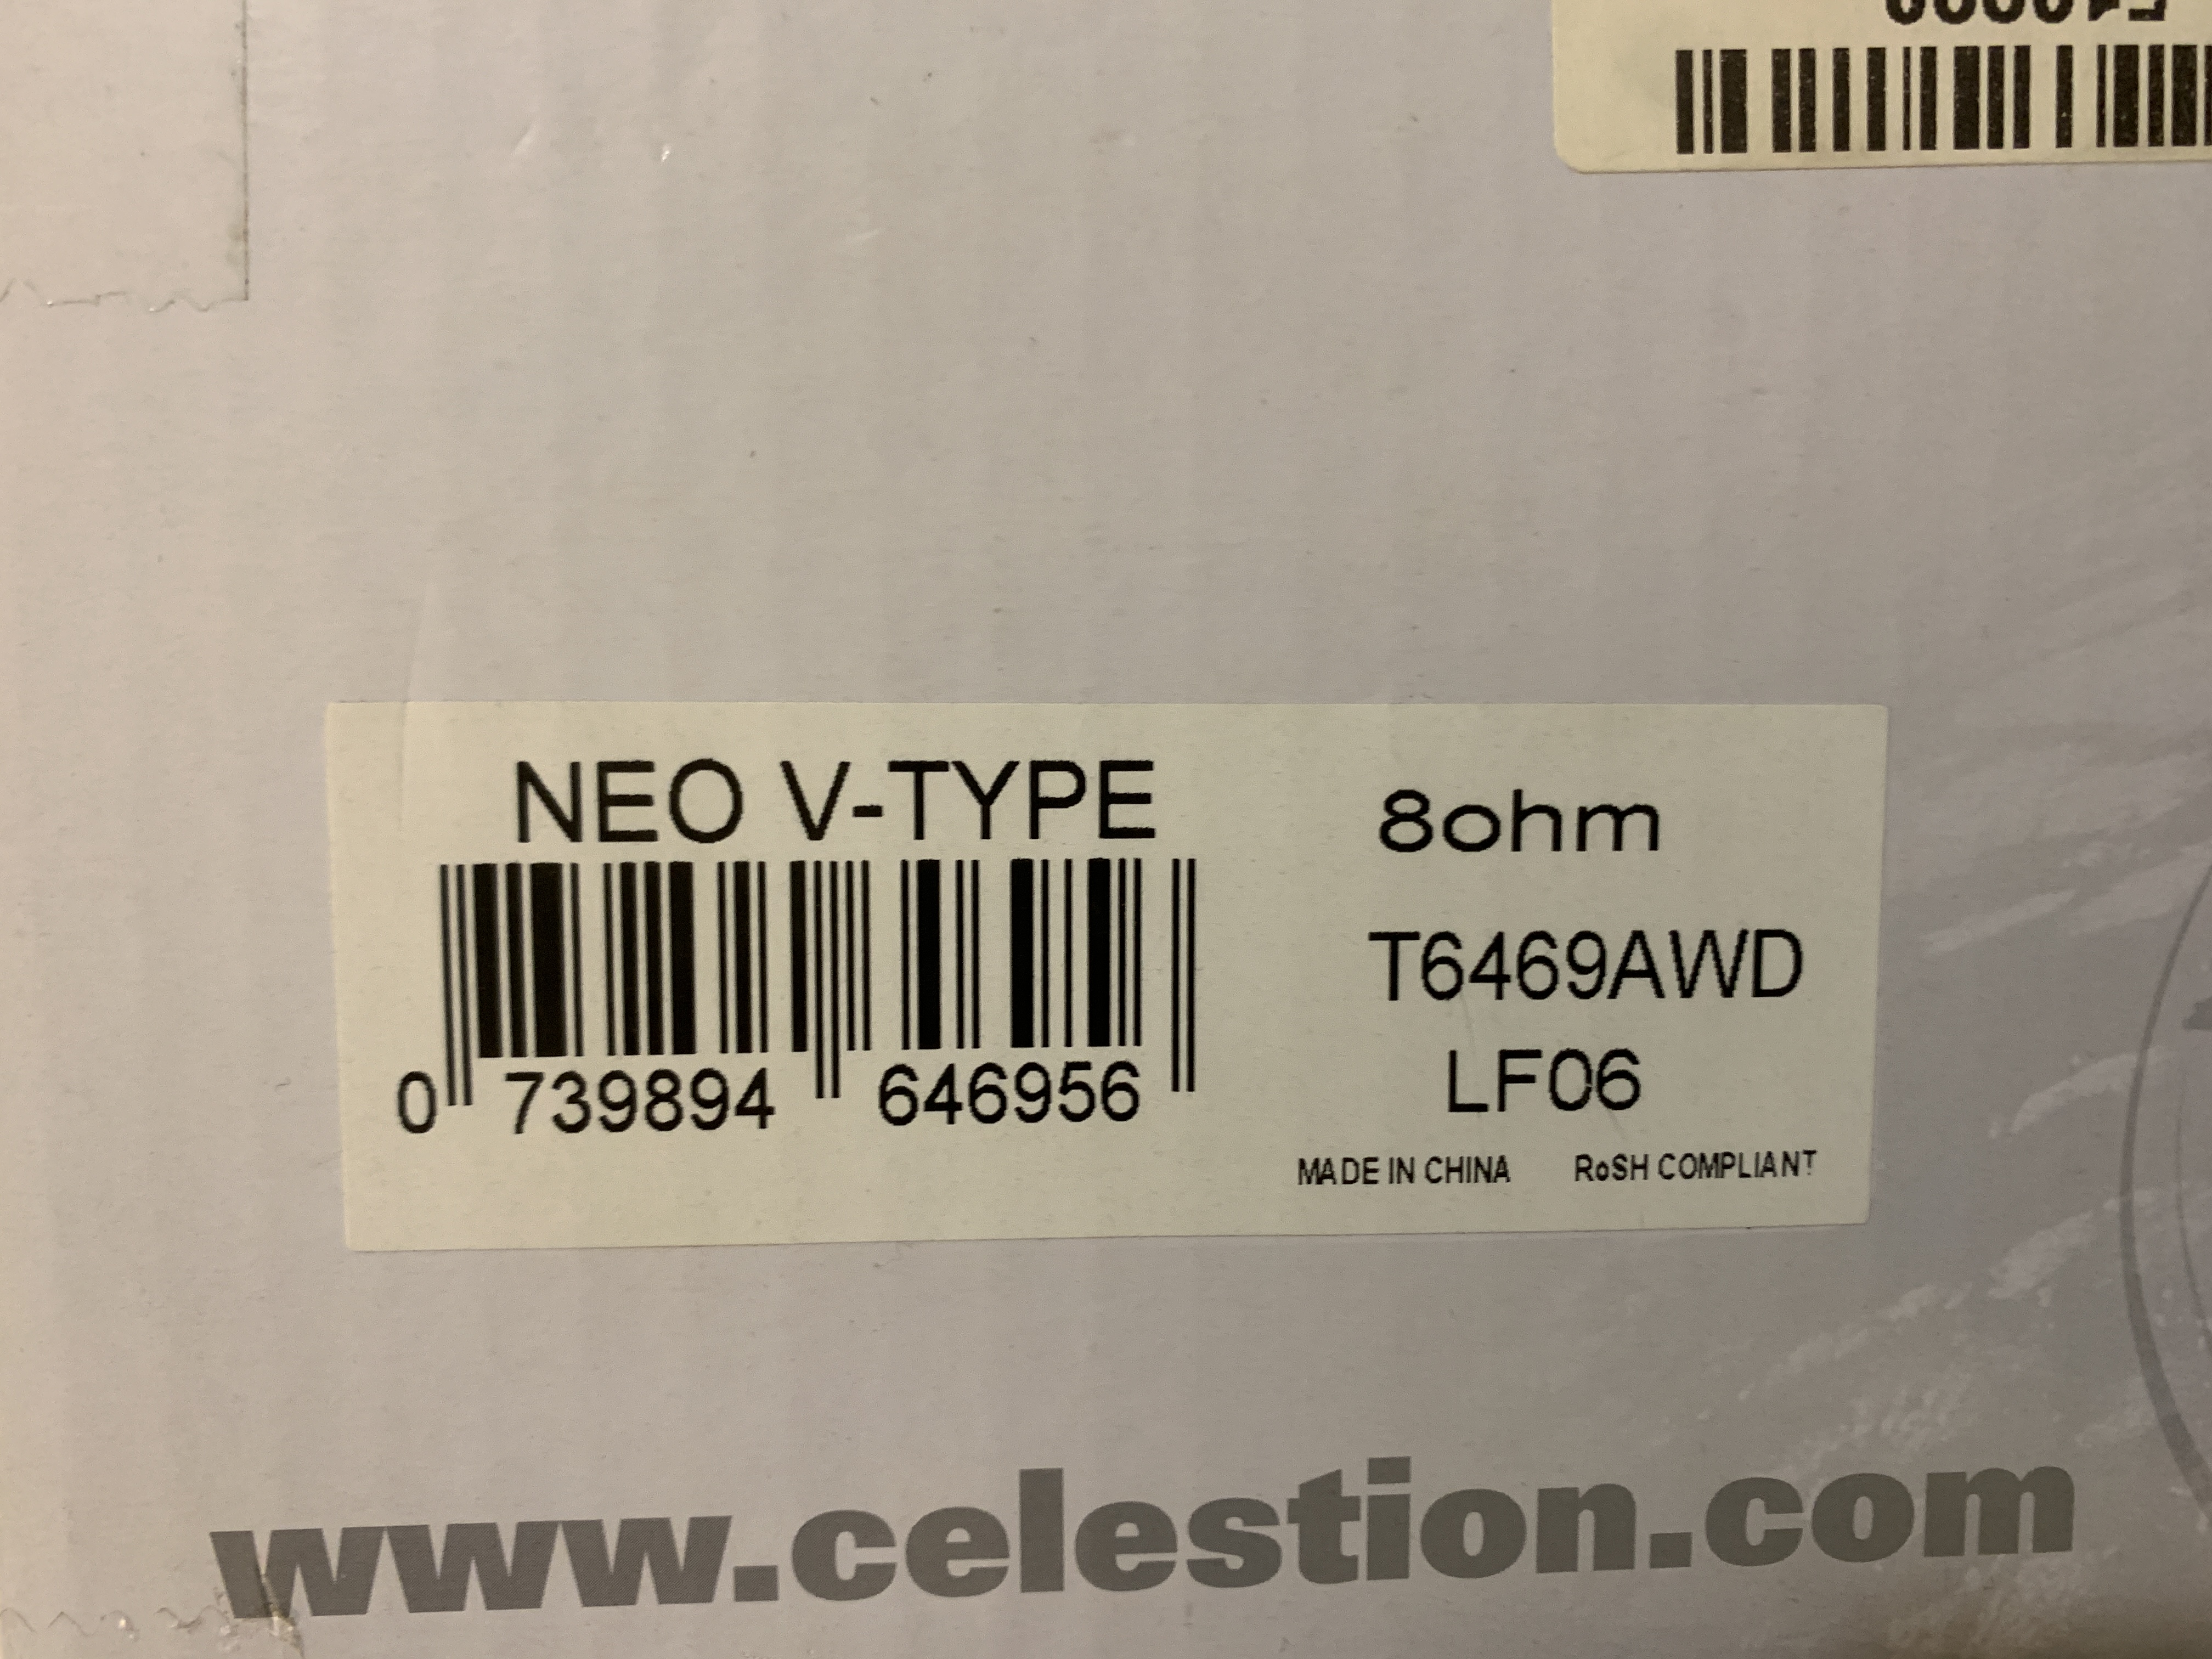 NEO V-TYPE
8ohm
0 739894 646956
T6469AWD
LF06
MADE IN CHINA RoSH COMPLIANT
www.celestion.com